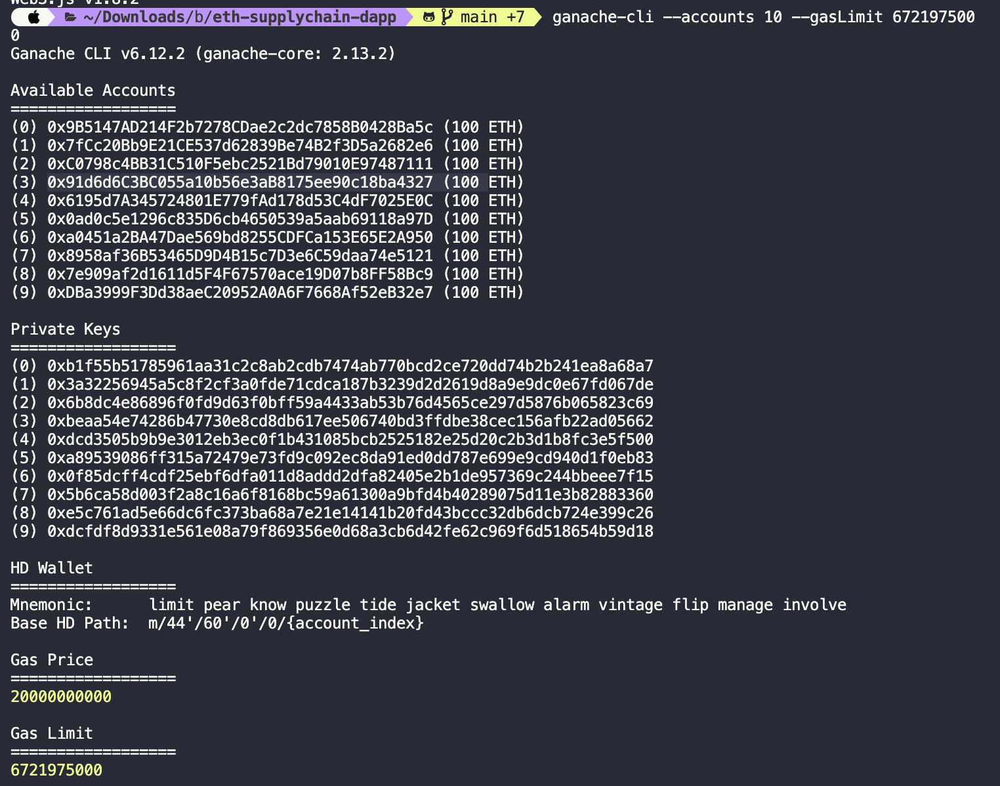 Web3.js v1.8.2
~/Downloads/b/eth-supplychain-dapp main +7 ganache-cli --accounts 10 --gasLimit 672197500
0
Ganache CLI v6.12.2 (ganache-core: 2.13.2)
Available Accounts
==================
(0) 0x9B5147AD214F2b7278CDae2c2dc7858B0428Ba5c (100 ETH)
(1) 0x7fCc20Bb9E21CE537d62839Be74B2f3D5a2682e6 (100 ETH)
(2) 0xC0798c4BB31C510F5ebc2521Bd79010E97487111 (100 ETH)
(3) 0x91d6d6C3BC055a10b56e3aB8175ee90c18ba4327 (100 ETH)
(4) 0x6195d7A345724801E779fAd178d53C4dF7025E0C (100 ETH)
(5) 0x0ad0c5e1296c835D6cb4650539a5aab69118a97D (100 ETH)
(6) 0xa0451a2BA47Dae569bd8255CDFCa153E65E2A950 (100 ETH)
(7) 0x8958af36B53465D9D4B15c7D3e6C59daa74e5121 (100 ETH)
(8) 0x7e909af2d1611d5F4F67570ace19D07b8FF58Bc9 (100 ETH)
(9) 0xDBa3999F3Dd38aeC20952A0A6F7668Af52eB32e7 (100 ETH)
Private Keys
==================
(0) 0xb1f55b51785961aa31c2c8ab2cdb7474ab770bcd2ce720dd74b2b241ea8a68a7
(1) 0x3a32256945a5c8f2cf3a0fde71cdca187b3239d2d2619d8a9e9dc0e67fd067de
(2) 0x6b8dc4e86896f0fd9d63f0bff59a4433ab53b76d4565ce297d5876b065823c69
(3) 0xbeaa54e74286b47730e8cd8db617ee506740bd3ffdbe38cec156afb22ad05662
(4) 0xdcd3505b9b9e3012eb3ec0f1b431085bcb2525182e25d20c2b3d1b8fc3e5f500
(5) 0xa89539086ff315a72479e73fd9c092ec8da91ed0dd787e699e9cd940d1f0eb83
(6) 0x0f85dcff4cdf25ebf6dfa011d8addd2dfa82405e2b1de957369c244bbeee7f15
(7) 0x5b6ca58d003f2a8c16a6f8168bc59a61300a9bfd4b40289075d11e3b82883360
(8) 0xe5c761ad5e66dc6fc373ba68a7e21e14141b20fd43bccc32db6dcb724e399c26
(9) 0xdcfdf8d9331e561e08a79f869356e0d68a3cb6d42fe62c969f6d518654b59d18
HD Wallet
==================
Mnemonic:      limit pear know puzzle tide jacket swallow alarm vintage flip manage involve
Base HD Path:  m/44'/60'/0'/0/{account_index}
Gas Price
==================
20000000000
Gas Limit
==================
6721975000